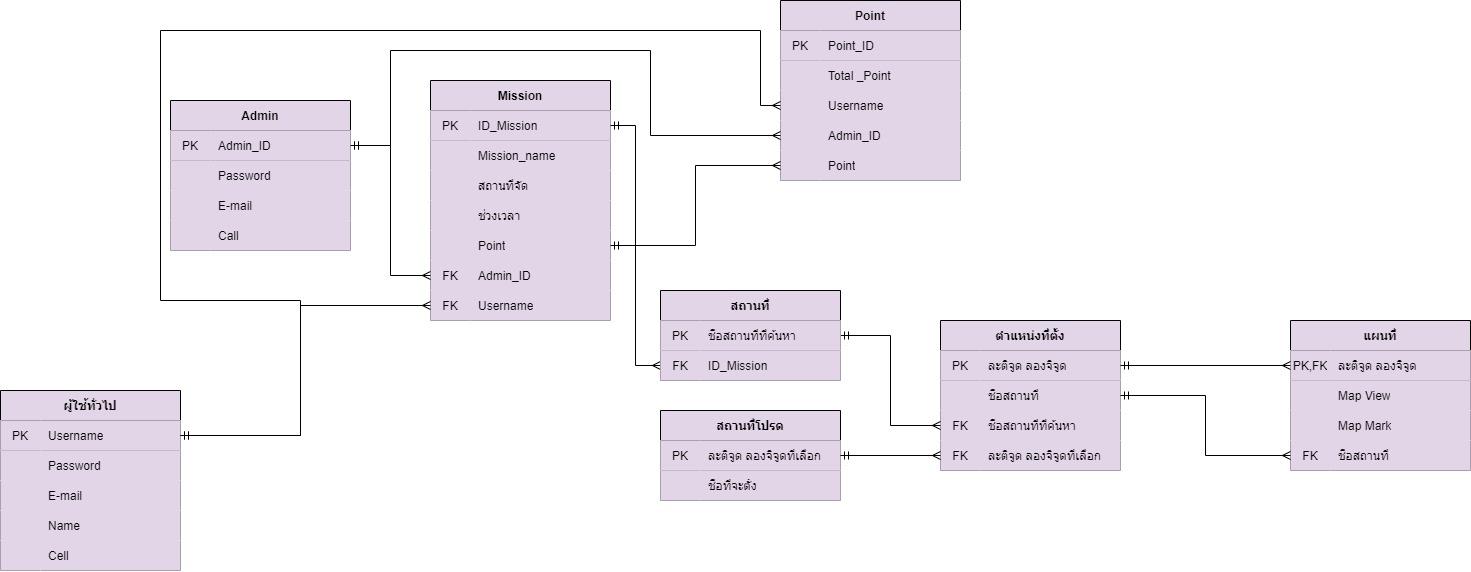 Point
PK Point_ID
Total _Point
Username
Admin_ID
Point
Mission
PK ID_Mission
Mission_name
สถานที่จัด
ช่วงเวลา
Point
FK Admin_ID
FK Username
Admin
PK Admin_ID
Password
E-mail
Call
สถานที่
PK ชื่อสถานที่ที่ค้นหา
FK ID_Mission
ตำแหน่งที่ตั้ง
PK ละติจูด ลองจิจูด
ชื่อสถานที่
FK ชื่อสถานที่ที่ค้นหา
FK ละติจูด ลองจิจูดที่เลือก
แผนที่
PK,FK ละติจูด ลองจิจูด
Map View
Map Mark
FK ชื่อสถานที่
ผู้ใช้ทั่วไป
PK Username
Password
E-mail
Name
Cell
สถานที่โปรด
PK ละติจูด ลองจิจูดที่เลือก
ชื่อที่จะตั้ง